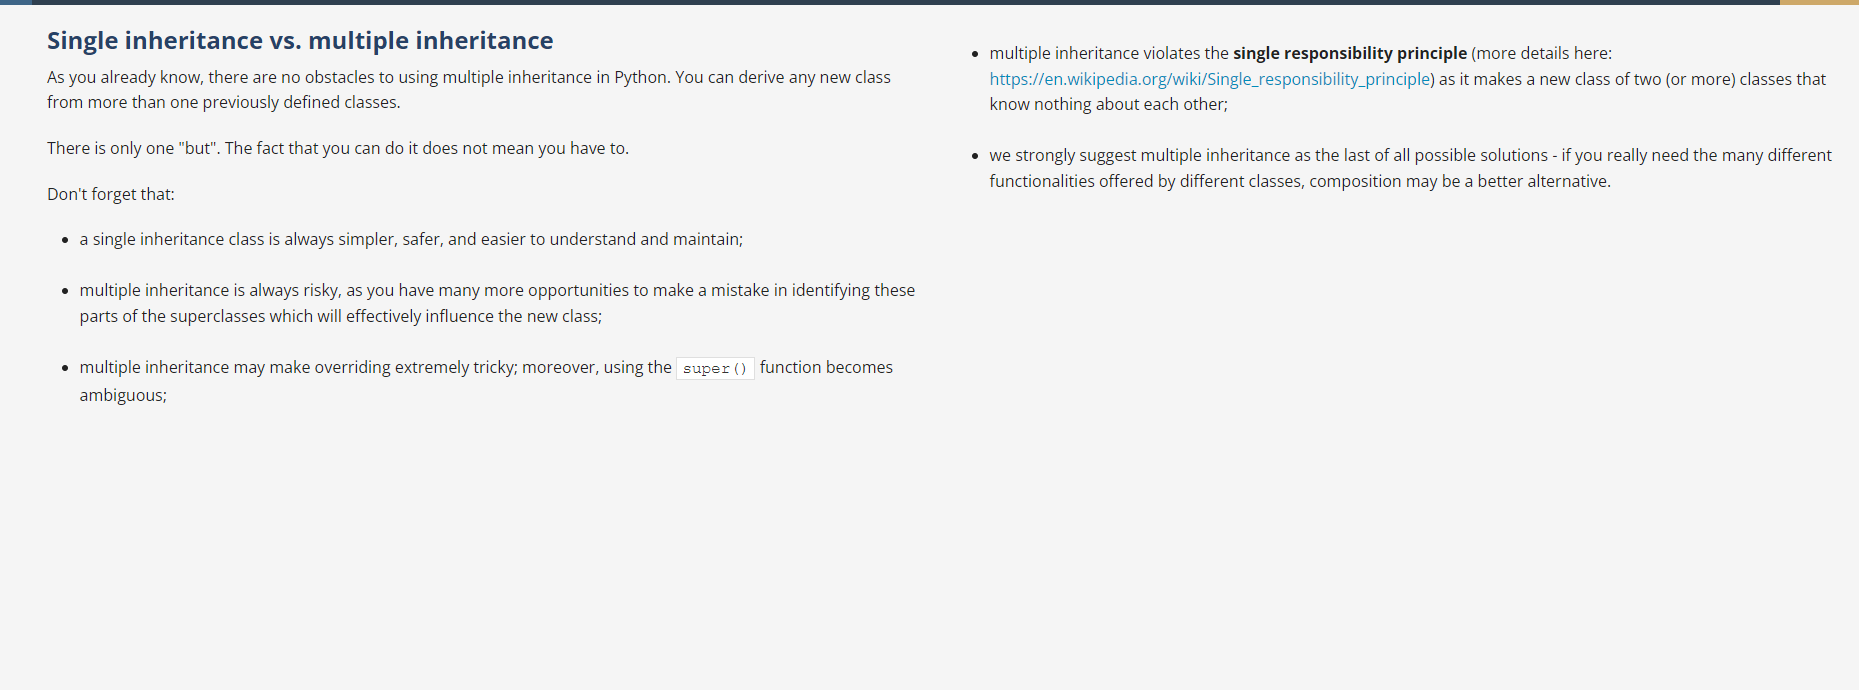 Single inheritance vs. multiple inheritance
As you already know, there are no obstacles to using multiple inheritance in Python. You can derive any new class
from more than one previously defined classes.
There is only one "but". The fact that you can do it does not mean you have to.
Don't forget that:
• a single inheritance class is always simpler, safer, and easier to understand and maintain;
• multiple inheritance is always risky, as you have many more opportunities to make a mistake in identifying these
parts of the superclasses which will effectively influence the new class;
• multiple inheritance may make overriding extremely tricky; moreover, using the super() function becomes
ambiguous;
• multiple inheritance violates the single responsibility principle (more details here:
https://en.wikipedia.org/wiki/Single_responsibility_principle) as it makes a new class of two (or more) classes that
know nothing about each other;
• we strongly suggest multiple inheritance as the last of all possible solutions - if you really need the many different
functionalities offered by different classes, composition may be a better alternative.